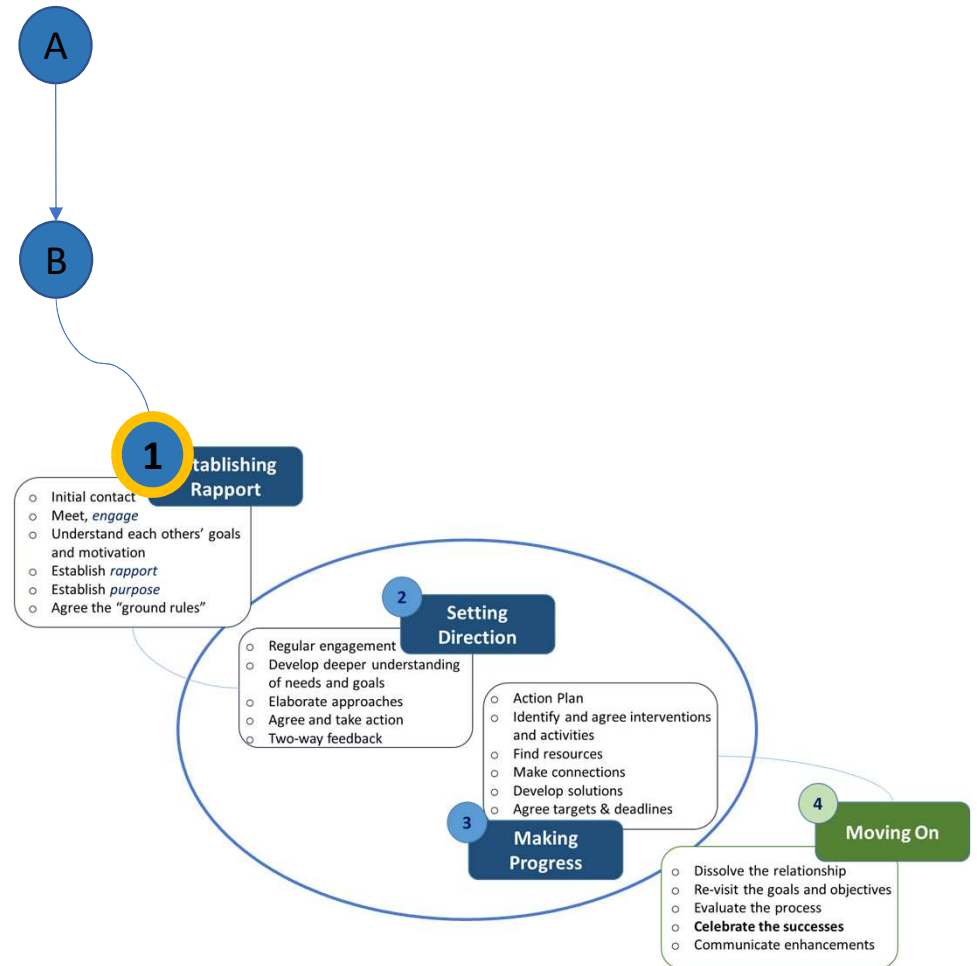 A
B
1
tablishing
Rapport
o Initial contact
o Meet, engage
o Understand each others’ goals
and motivation
o Establish rapport
o Establish purpose
o Agree the “ground rules”
2
Setting
Direction
o Regular engagement
o Develop deeper understanding
of needs and goals
o Elaborate approaches
o Agree and take action
o Two-way feedback
o Action Plan
o Identify and agree interventions
and activities
o Find resources
o Make connections
o Develop solutions
o Agree targets & deadlines
3
Making
Progress
4
Moving On
o Dissolve the relationship
o Re-visit the goals and objectives
o Evaluate the process
o Celebrate the successes
o Communicate enhancements